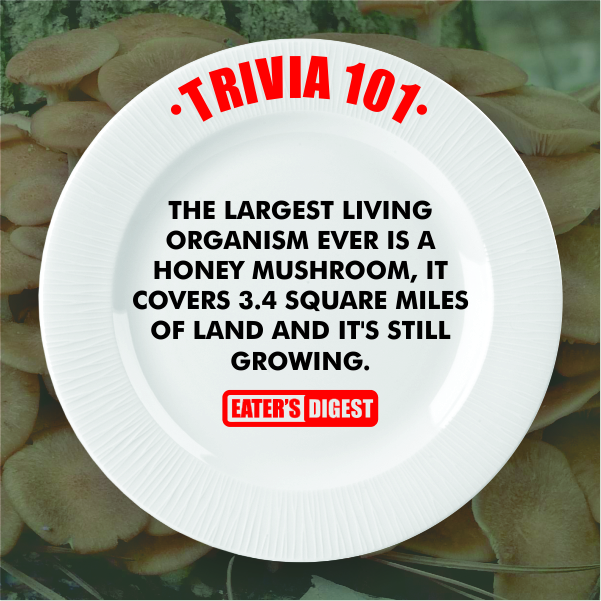 ·TRIVIA 101·
THE LARGEST LIVING
ORGANISM EVER IS A
HONEY MUSHROOM, IT
COVERS 3.4 SQUARE MILES
OF LAND AND IT'S STILL
GROWING.
EATER'S DIGEST